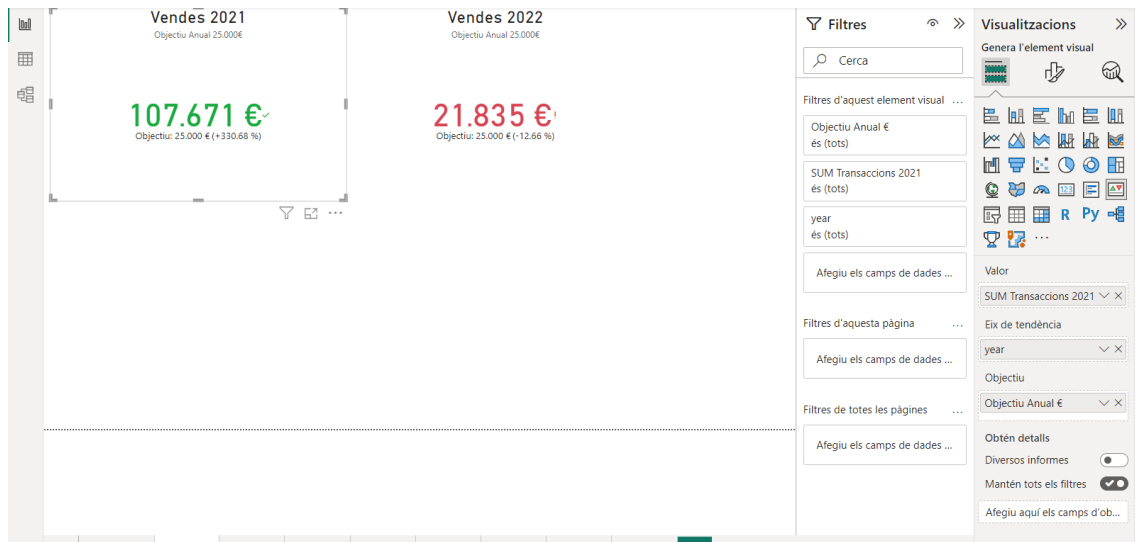 Vendes 2021
Objectiu Anual 25.000€
107.671 €
Objectiu: 25.000 € (+330.68 %)
Vendes 2022
Objectiu Anual 25.000€
21.835 €!
Objectiu: 25.000 € (-12.66 %)
Filtres
Cerca
Filtres d'aquest element visual ...
Objectiu Anual €
és (tots)
SUM Transaccions 2021
és (tots)
year
és (tots)
Afegiu els camps de dades ...
Filtres d'aquesta pàgina ...
Afegiu els camps de dades ...
Filtres de totes les pàgines ...
Afegiu els camps de dades ...
Visualitzacions
Genera l'element visual
123
R
Py
Valor
SUM Transaccions 2021
Eix de tendència
year
Objectiu
Objectiu Anual €
Obtén detalls
Diversos informes
Mantén tots els filtres
Afegiu aquí els camps d'ob...